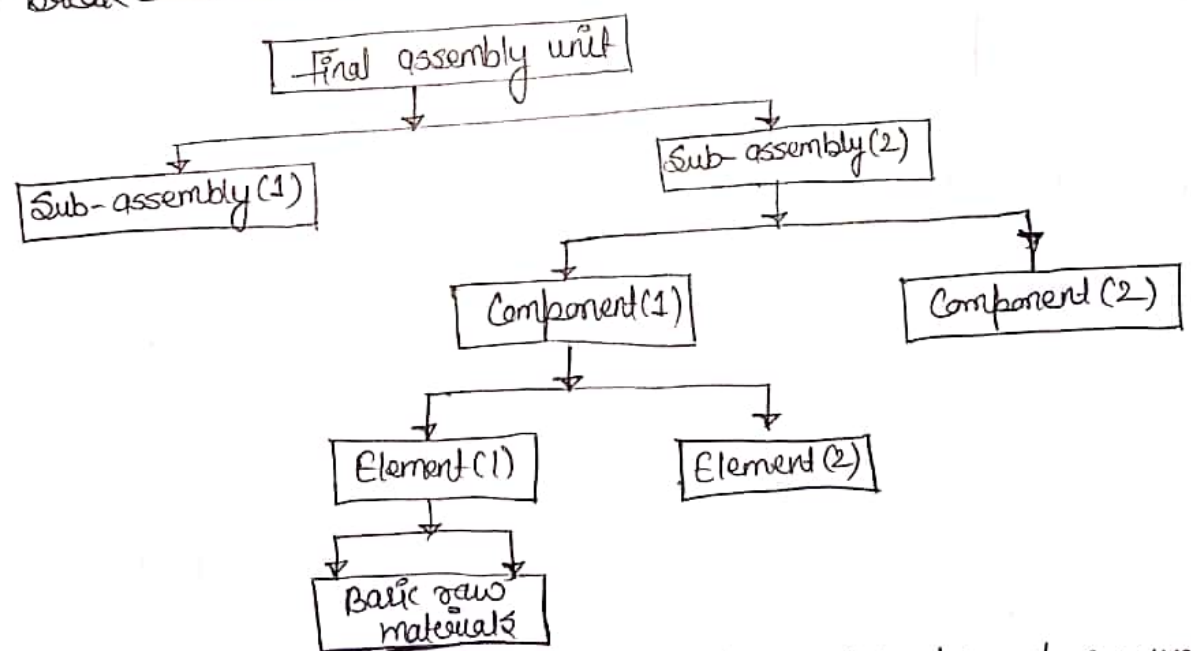 Final assembly unit
Sub-assembly (1)
Sub-assembly (2)
Component (1)
Component (2)
Element (1)
Element (2)
Basic raw
materials